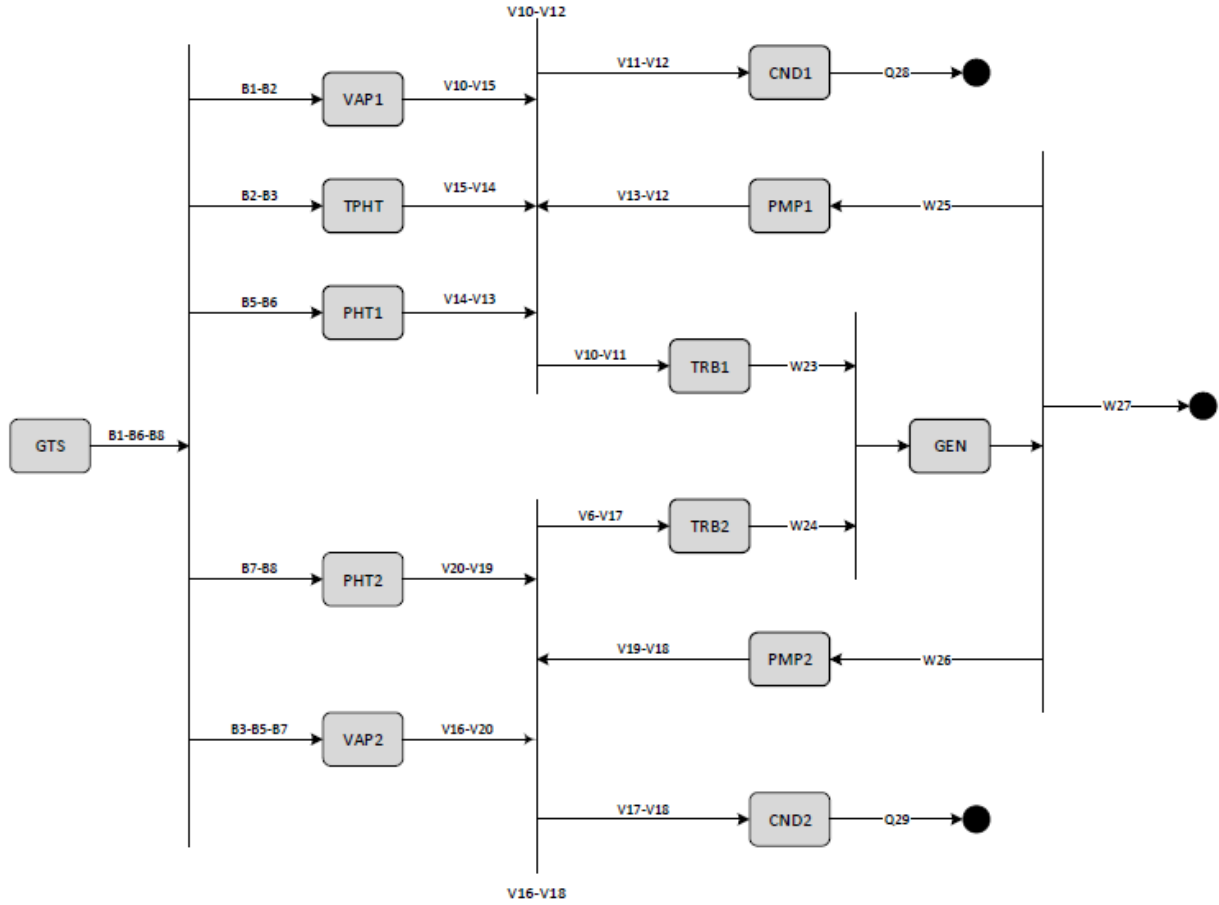 V10-V12
B1-B2
VAP1
V10-V15
V11-V12
CND1
Q28
B2-B3
TPHT
V15-V14
V13-V12
PMP1
W25
B5-B6
PHT1
V14-V13
V10-V11
TRB1
W23
W27
GTS
B1-B6-B8
GEN
V6-V17
TRB2
W24
B7-B8
PHT2
V20-V19
V19-V18
PMP2
W26
B3-B5-B7
VAP2
V16-V20
V17-V18
CND2
Q29
V16-V18